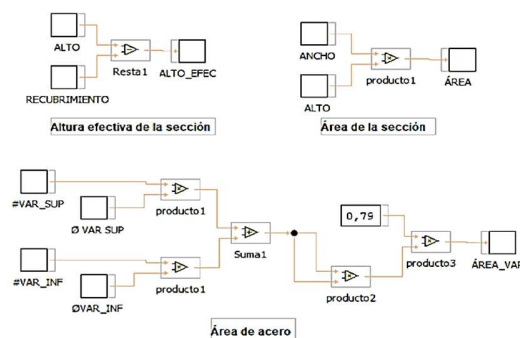 ALTO
RECUBRIMIENTO
Resta1
ALTO_EFEC
Altura efectiva de la sección
ANCHO
ALTO
producto1
ÁREA
Área de la sección
#VAR_SUP
Ø VAR SUP
producto1
#VAR_INF
ØVAR_INF
producto1
Suma1
0,79
producto2
producto3
ÁREA_VAR
Área de acero